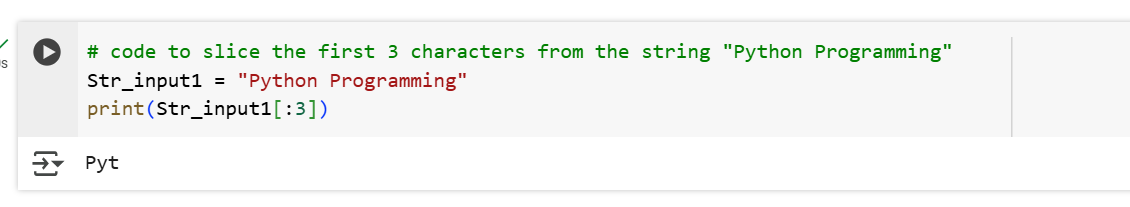 # code to slice the first 3 characters from the string "Python Programming"
Str_input1 = "Python Programming"
print(Str_input1[:3])
Pyt